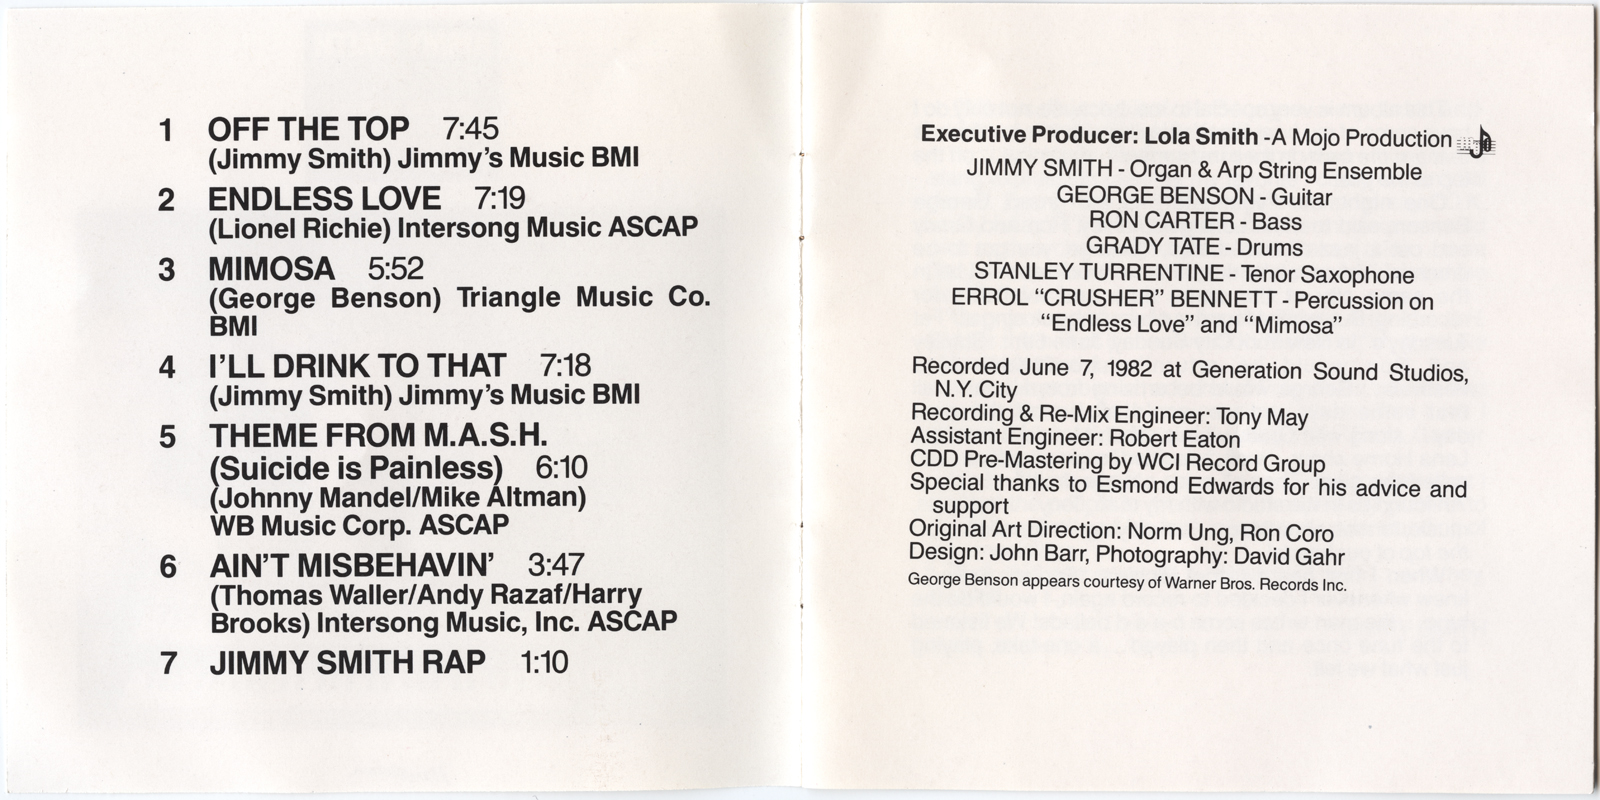 1 OFF THE TOP 7:45
(Jimmy Smith) Jimmy's Music BMI
2 ENDLESS LOVE 7:19
(Lionel Richie) Intersong Music ASCAP
3 MIMOSA 5:52
(George Benson) Triangle Music Co.
BMI
4 I'LL DRINK TO THAT 7:18
(Jimmy Smith) Jimmy's Music BMI
5 THEME FROM M.A.S.H.
(Suicide is Painless) 6:10
(Johnny Mandel/Mike Altman)
WB Music Corp. ASCAP
6 AIN'T MISBEHAVIN' 3:47
(Thomas Waller/Andy Razaf/Harry
Brooks) Intersong Music, Inc. ASCAP
7 JIMMY SMITH RAP 1:10
Executive Producer: Lola Smith -A Mojo Production
JIMMY SMITH - Organ & Arp String Ensemble
GEORGE BENSON - Guitar
RON CARTER - Bass
GRADY TATE - Drums
STANLEY TURRENTINE - Tenor Saxophone
ERROL “CRUSHER” BENNETT - Percussion on
“Endless Love” and “Mimosa”
Recorded June 7, 1982 at Generation Sound Studios,
N.Y. City
Recording & Re-Mix Engineer: Tony May
Assistant Engineer: Robert Eaton
CDD Pre-Mastering by WCI Record Group
Special thanks to Esmond Edwards for his advice and
support
Original Art Direction: Norm Ung, Ron Coro
Design: John Barr, Photography: David Gahr
George Benson appears courtesy of Warner Bros. Records Inc.